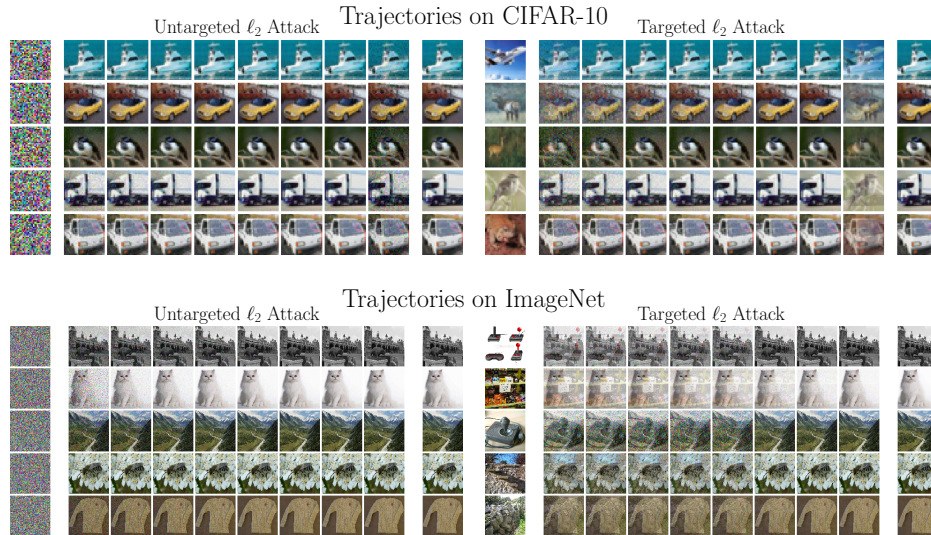 Trajectories on CIFAR-10
Untargeted ℓ₂ Attack
Targeted ℓ₂ Attack
Trajectories on ImageNet
Untargeted ℓ₂ Attack
Targeted ℓ₂ Attack